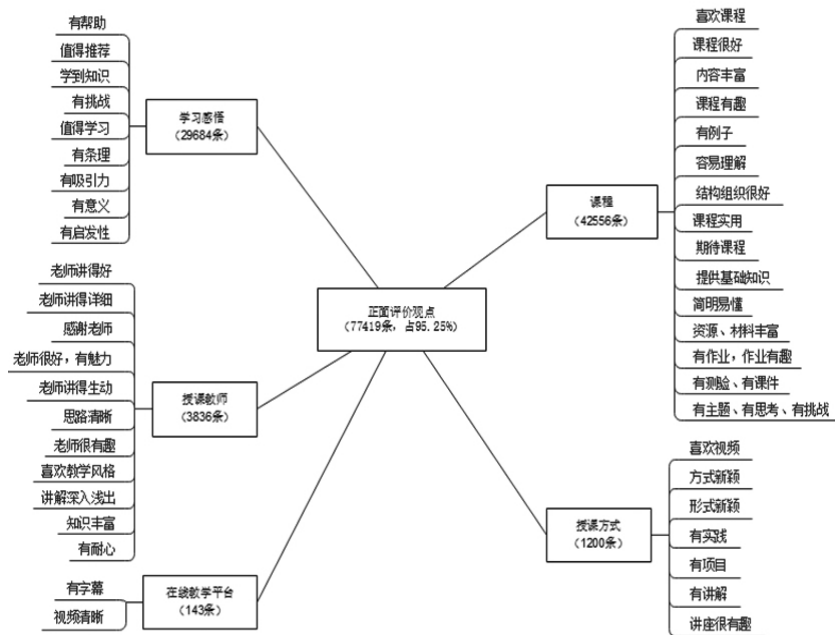 正面评价观点
(77419条，占95.25%)
学习感悟
(29684条)
有帮助
值得推荐
学到知识
有挑战
值得学习
有条理
有吸引力
有意义
有启发性
授课教师
(3836条)
老师讲得好
老师讲得详细
感谢老师
老师很好，有魅力
老师讲得生动
思路清晰
老师很有趣
喜欢教学风格
讲解深入浅出
知识丰富
有耐心
在线教学平台
(143条)
有字幕
视频清晰
课程
(42556条)
喜欢课程
课程很好
内容丰富
课程有趣
有例子
容易理解
结构组织很好
课程实用
期待课程
提供基础知识
简明易懂
资源、材料丰富
有作业，作业有趣
有测验、有课件
有主题、有思考、有挑战
授课方式
(1200条)
喜欢视频
方式新颖
形式新颖
有实践
有项目
有讲解
讲座很有趣